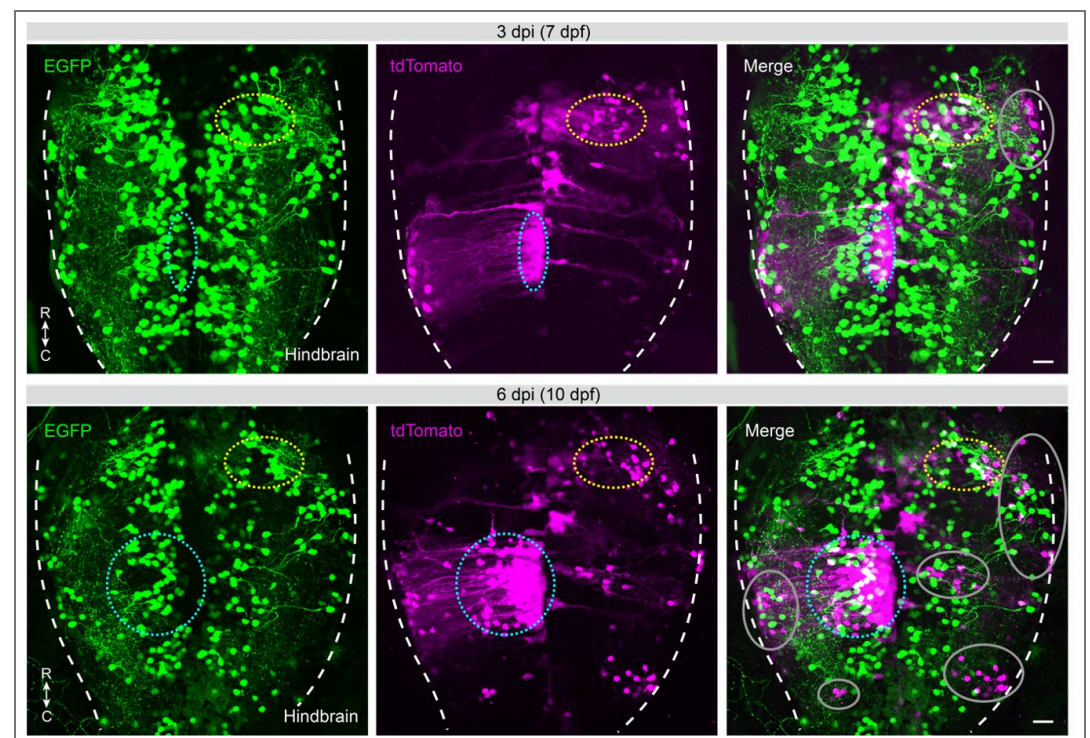 3 dpi (7 dpf)
EGFP
tdTomato
Merge
R
C
Hindbrain
6 dpi (10 dpf)
EGFP
tdTomato
Merge
R
C
Hindbrain